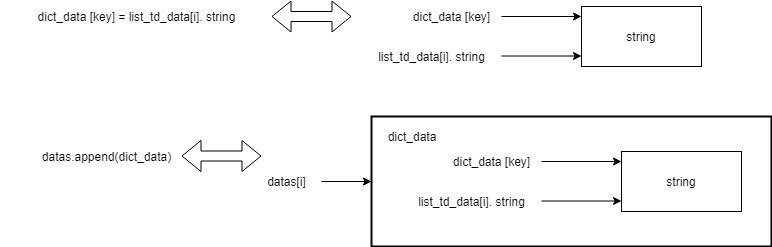 dict_data [key] = list_td_data[i]. string
dict_data [key]
string
list_td_data[i]. string
dict_data
datas.append(dict_data)
dict_data [key]
datas[i]
string
list_td_data[i]. string